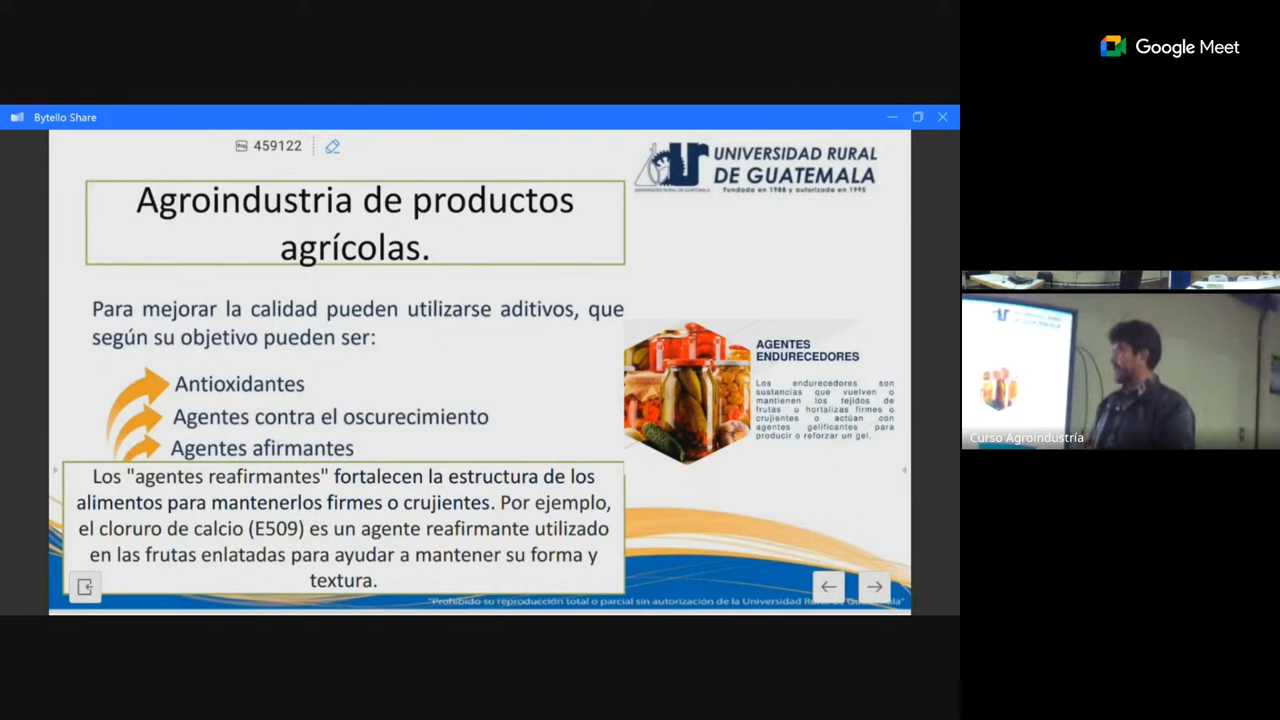 Google Meet
Bytello Share
459122
UNIVERSIDAD RURAL
DE GUATEMALA
Fundada en 1988 y autorizada en 1995
Agroindustria de productos
agrícolas.
Para mejorar la calidad pueden utilizarse aditivos, que
según su objetivo pueden ser:
Antioxidantes
Agentes contra el oscurecimiento
Agentes afirmantes
Los "agentes reafirmantes" fortalecen la estructura de los
alimentos para mantenerlos firmes o crujientes. Por ejemplo,
el cloruro de calcio (E509) es un agente reafirmante utilizado
en las frutas enlatadas para ayudar a mantener su forma y
textura.
AGENTES
ENDURECEDORES
Los endurecedores son
sustancias que vuelven o
mantienen los tejidos de
frutas u hortalizas firmes o
crujientes o actúan con
agentes gelificantes para
producir o reforzar un gel.
"Prohibido su reproducción total o parcial sin autorización de la Universidad Rural de Guatemala"
Curso Agroindustría